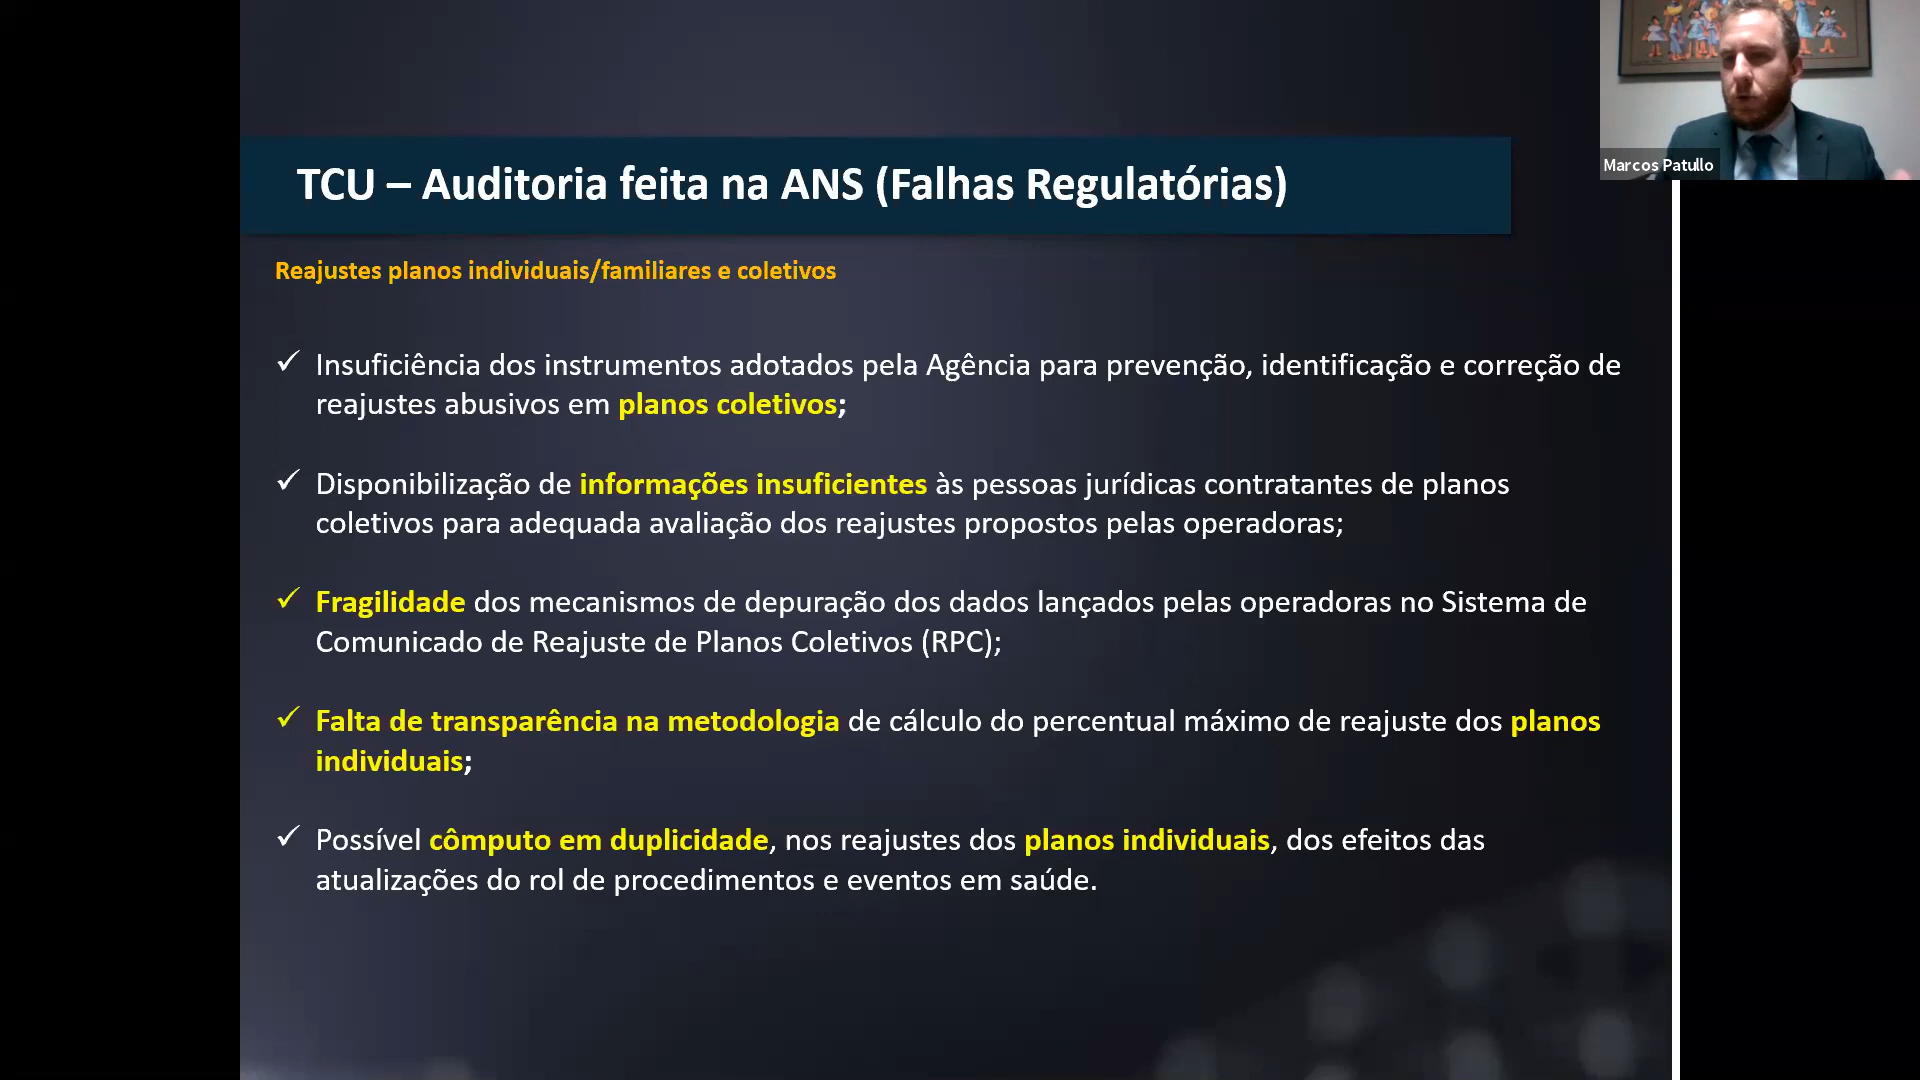 Marcos Patullo
TCU – Auditoria feita na ANS (Falhas Regulatórias)
Reajustes planos individuais/familiares e coletivos
✓ Insuficiência dos instrumentos adotados pela Agência para prevenção, identificação e correção de
reajustes abusivos em planos coletivos;
✓ Disponibilização de informações insuficientes às pessoas jurídicas contratantes de planos
coletivos para adequada avaliação dos reajustes propostos pelas operadoras;
✓ Fragilidade dos mecanismos de depuração dos dados lançados pelas operadoras no Sistema de
Comunicado de Reajuste de Planos Coletivos (RPC);
✓ Falta de transparência na metodologia de cálculo do percentual máximo de reajuste dos planos
individuais;
✓ Possível cômputo em duplicidade, nos reajustes dos planos individuais, dos efeitos das
atualizações do rol de procedimentos e eventos em saúde.